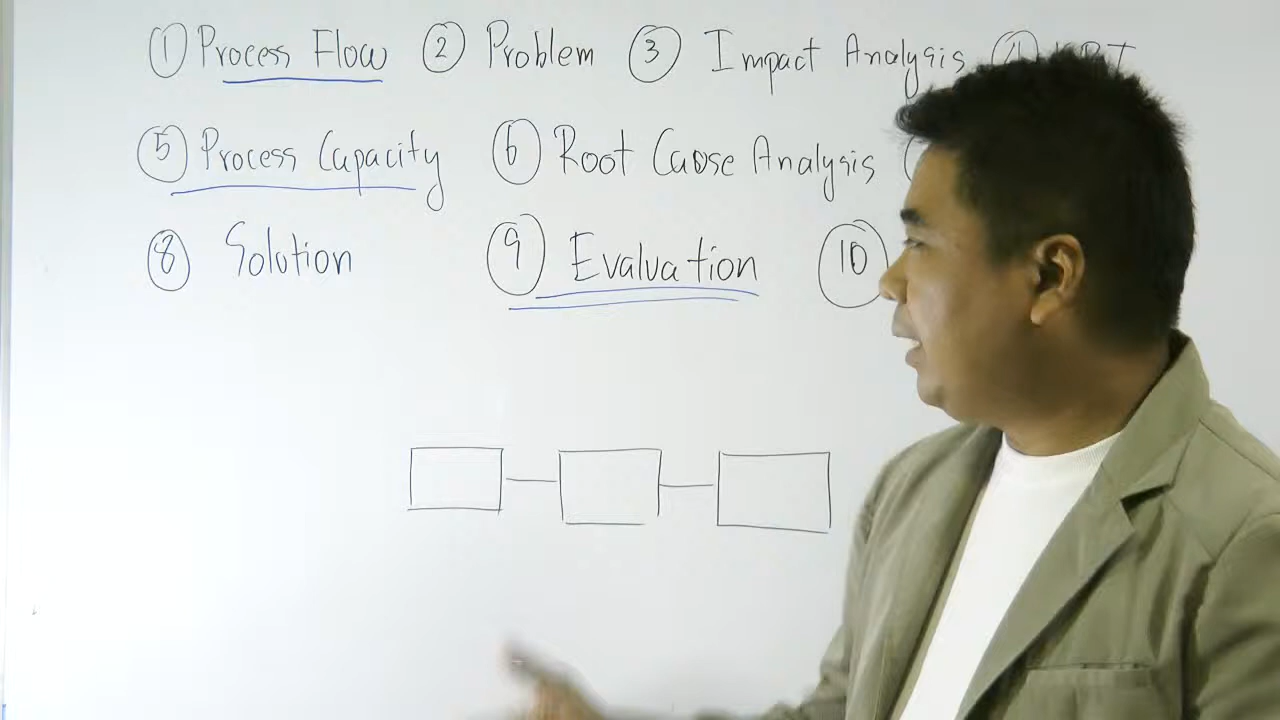 ① Process Flow ② Problem ③ Impact Analysis ④
⑤ Process Capacity ⑥ Root Cause Analysis
⑧ Solution ⑨ Evaluation ⑩